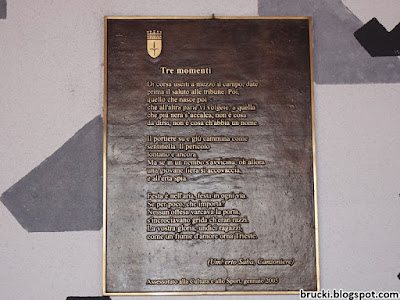 Tre momenti
Di corsa usciti a mezzo il campo, date
prima il saluto alle tribune. Poi,
quello che nasce poi
che all'altra parte vi volgete, a quella
che più nera s'accalca, non è cosa
da dirsi, non è cosa ch'abbia un nome.
Il portiere su e giù cammina come
sentinella. Il pericolo
lontano è ancora.
Ma se in un nembo s'avvicina, oh allora
una giovane fiera si accovaccia,
e all'erta spia.
Festa è nell'aria, festa in ogni via.
Se per poco, che importa?
Nessun'offesa varcava la porta,
s'incrociavano grida ch'eran razzi.
La vostra gloria, undici ragazzi,
come un fiume d'amore orna Trieste.
(Umberto Saba, Canzoniere)
Assessorato alla Cultura e allo Sport, gennaio 2005
brucki.blogspot.com